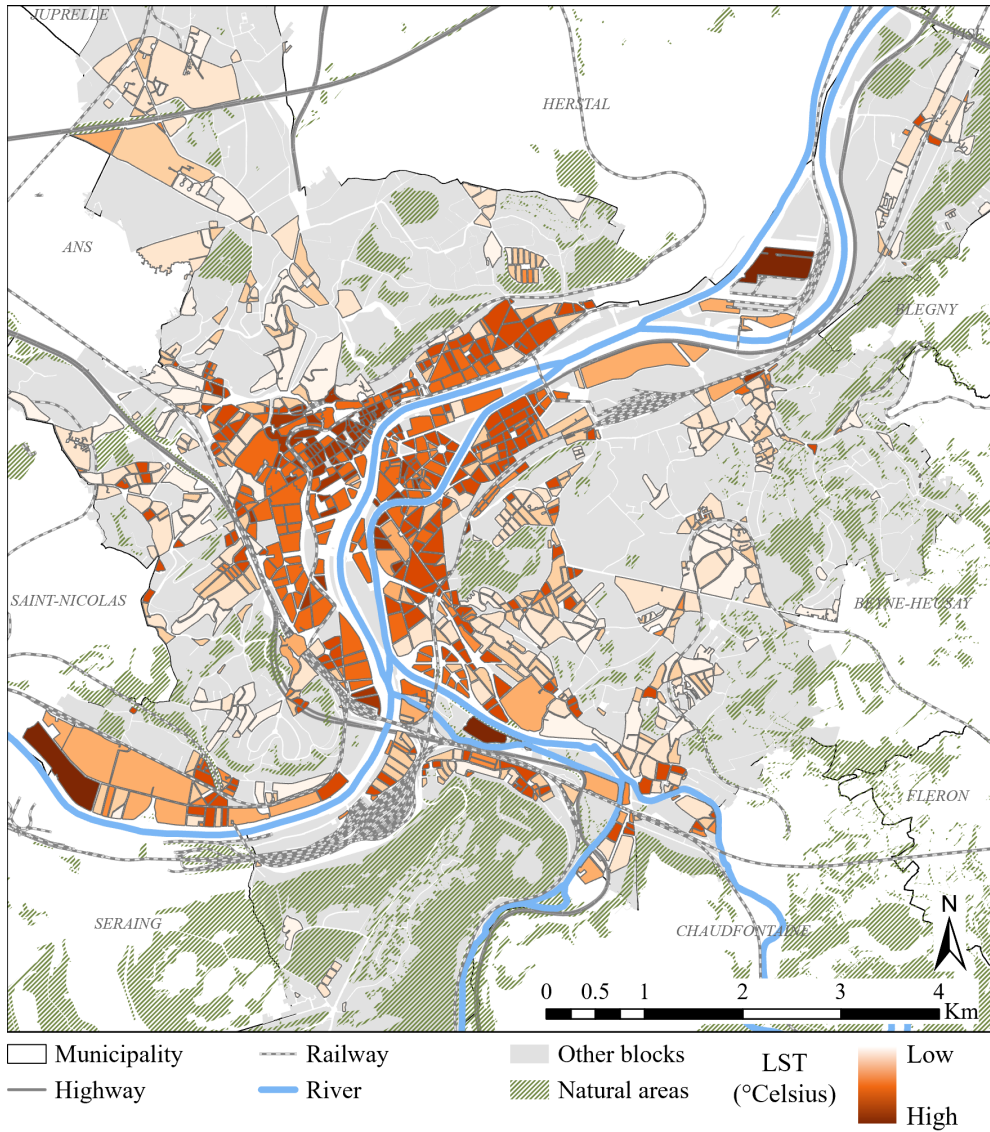 JUPRELLE
VISÉ
HERSTAL
ANS
BLEGNY
SAINT-NICOLAS
BEYNE-HEUSAY
FLERON
SERAING
CHAUDFONTAINE
N
0 0.5 1 2 3 4
Km
Municipality
Railway
Other blocks
LST
Low
Highway
River
Natural areas
(°Celsius)
High